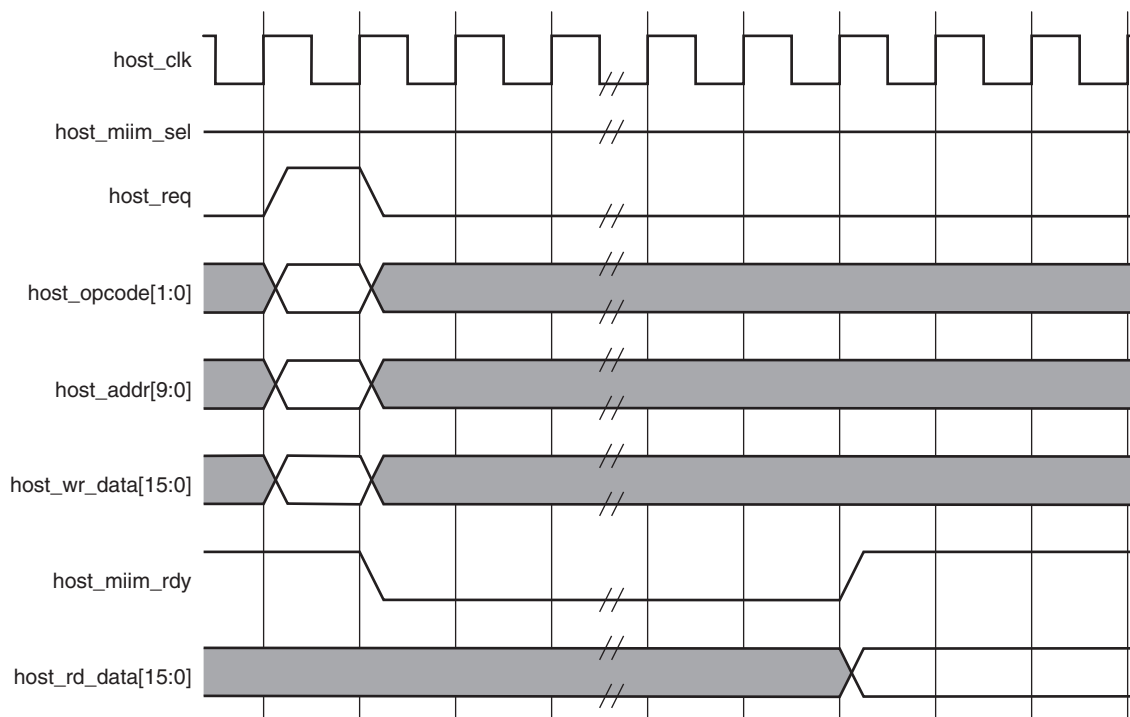 host_clk
host_miim_sel
host_req
host_opcode[1:0]
host_addr[9:0]
host_wr_data[15:0]
host_miim_rdy
host_rd_data[15:0]